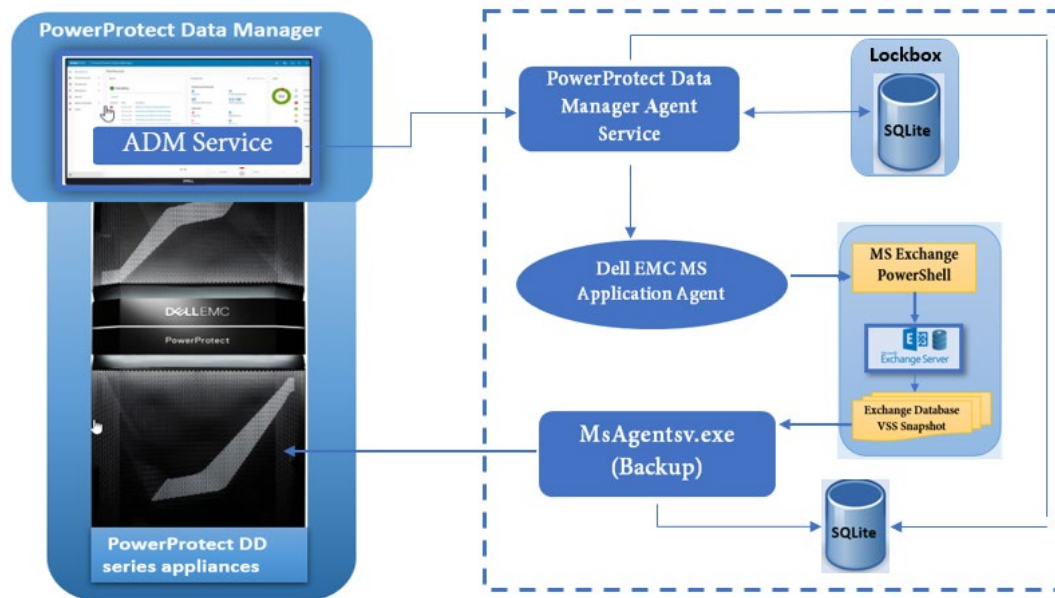 PowerProtect Data Manager
ADM Service
DELL
DELLEMC
PowerProtect
PowerProtect DD
series appliances
PowerProtect Data
Manager Agent
Service
Lockbox
SQLite
Dell EMC MS
Application Agent
MS Exchange
PowerShell
Exchange Server
Exchange Database
VSS Snapshot
MsAgentsv.exe
(Backup)
SQLite